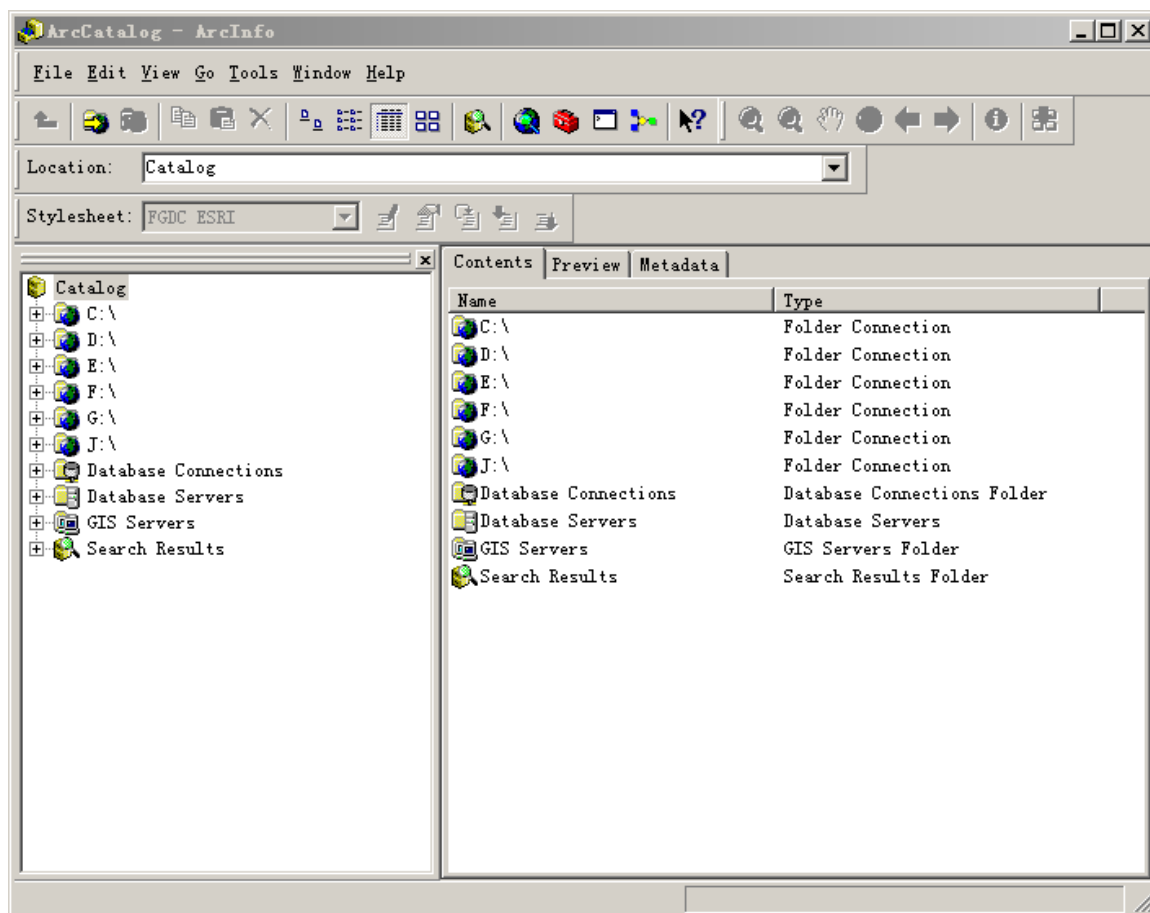 ArcCatalog - ArcInfo
File Edit View Go Tools Window Help
Location: Catalog
Stylesheet: FGDC ESRI
Catalog
C:\
D:\
E:\
F:\
G:\
J:\
Database Connections
Database Servers
GIS Servers
Search Results
Contents Preview Metadata
Name Type
C:\ Folder Connection
D:\ Folder Connection
E:\ Folder Connection
F:\ Folder Connection
G:\ Folder Connection
J:\ Folder Connection
Database Connections Database Connections Folder
Database Servers Database Servers
GIS Servers GIS Servers Folder
Search Results Search Results Folder